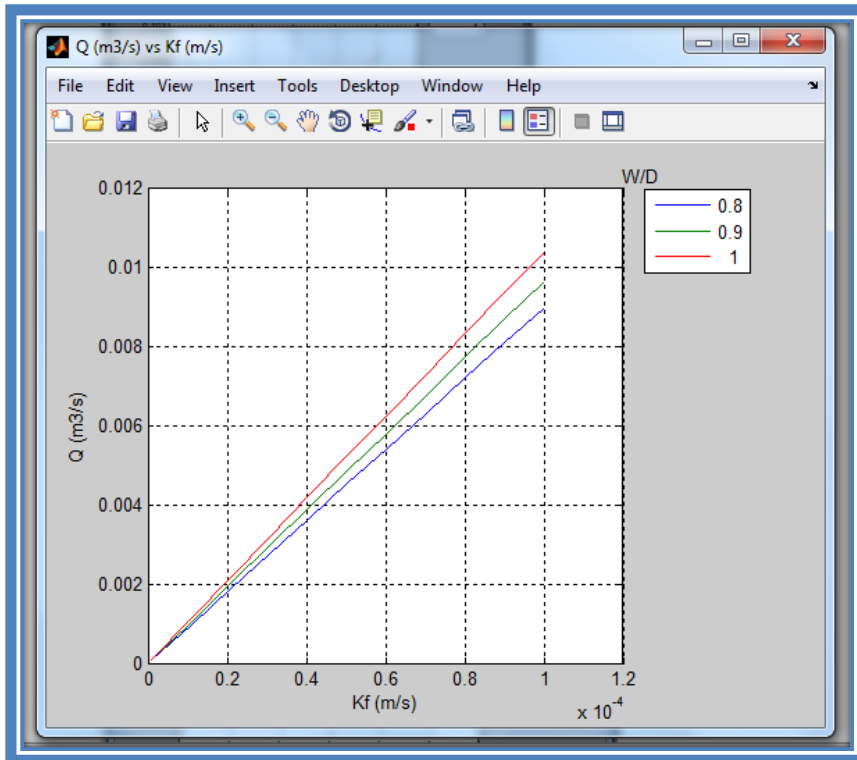 Q (m3/s) vs Kf (m/s)
File Edit View Insert Tools Desktop Window Help
W/D
0.8
0.9
1
0.012
0.01
0.008
0.006
0.004
0.002
0
Q (m3/s)
0 0.2 0.4 0.6 0.8 1 1.2
Kf (m/s)
x 10⁻⁴